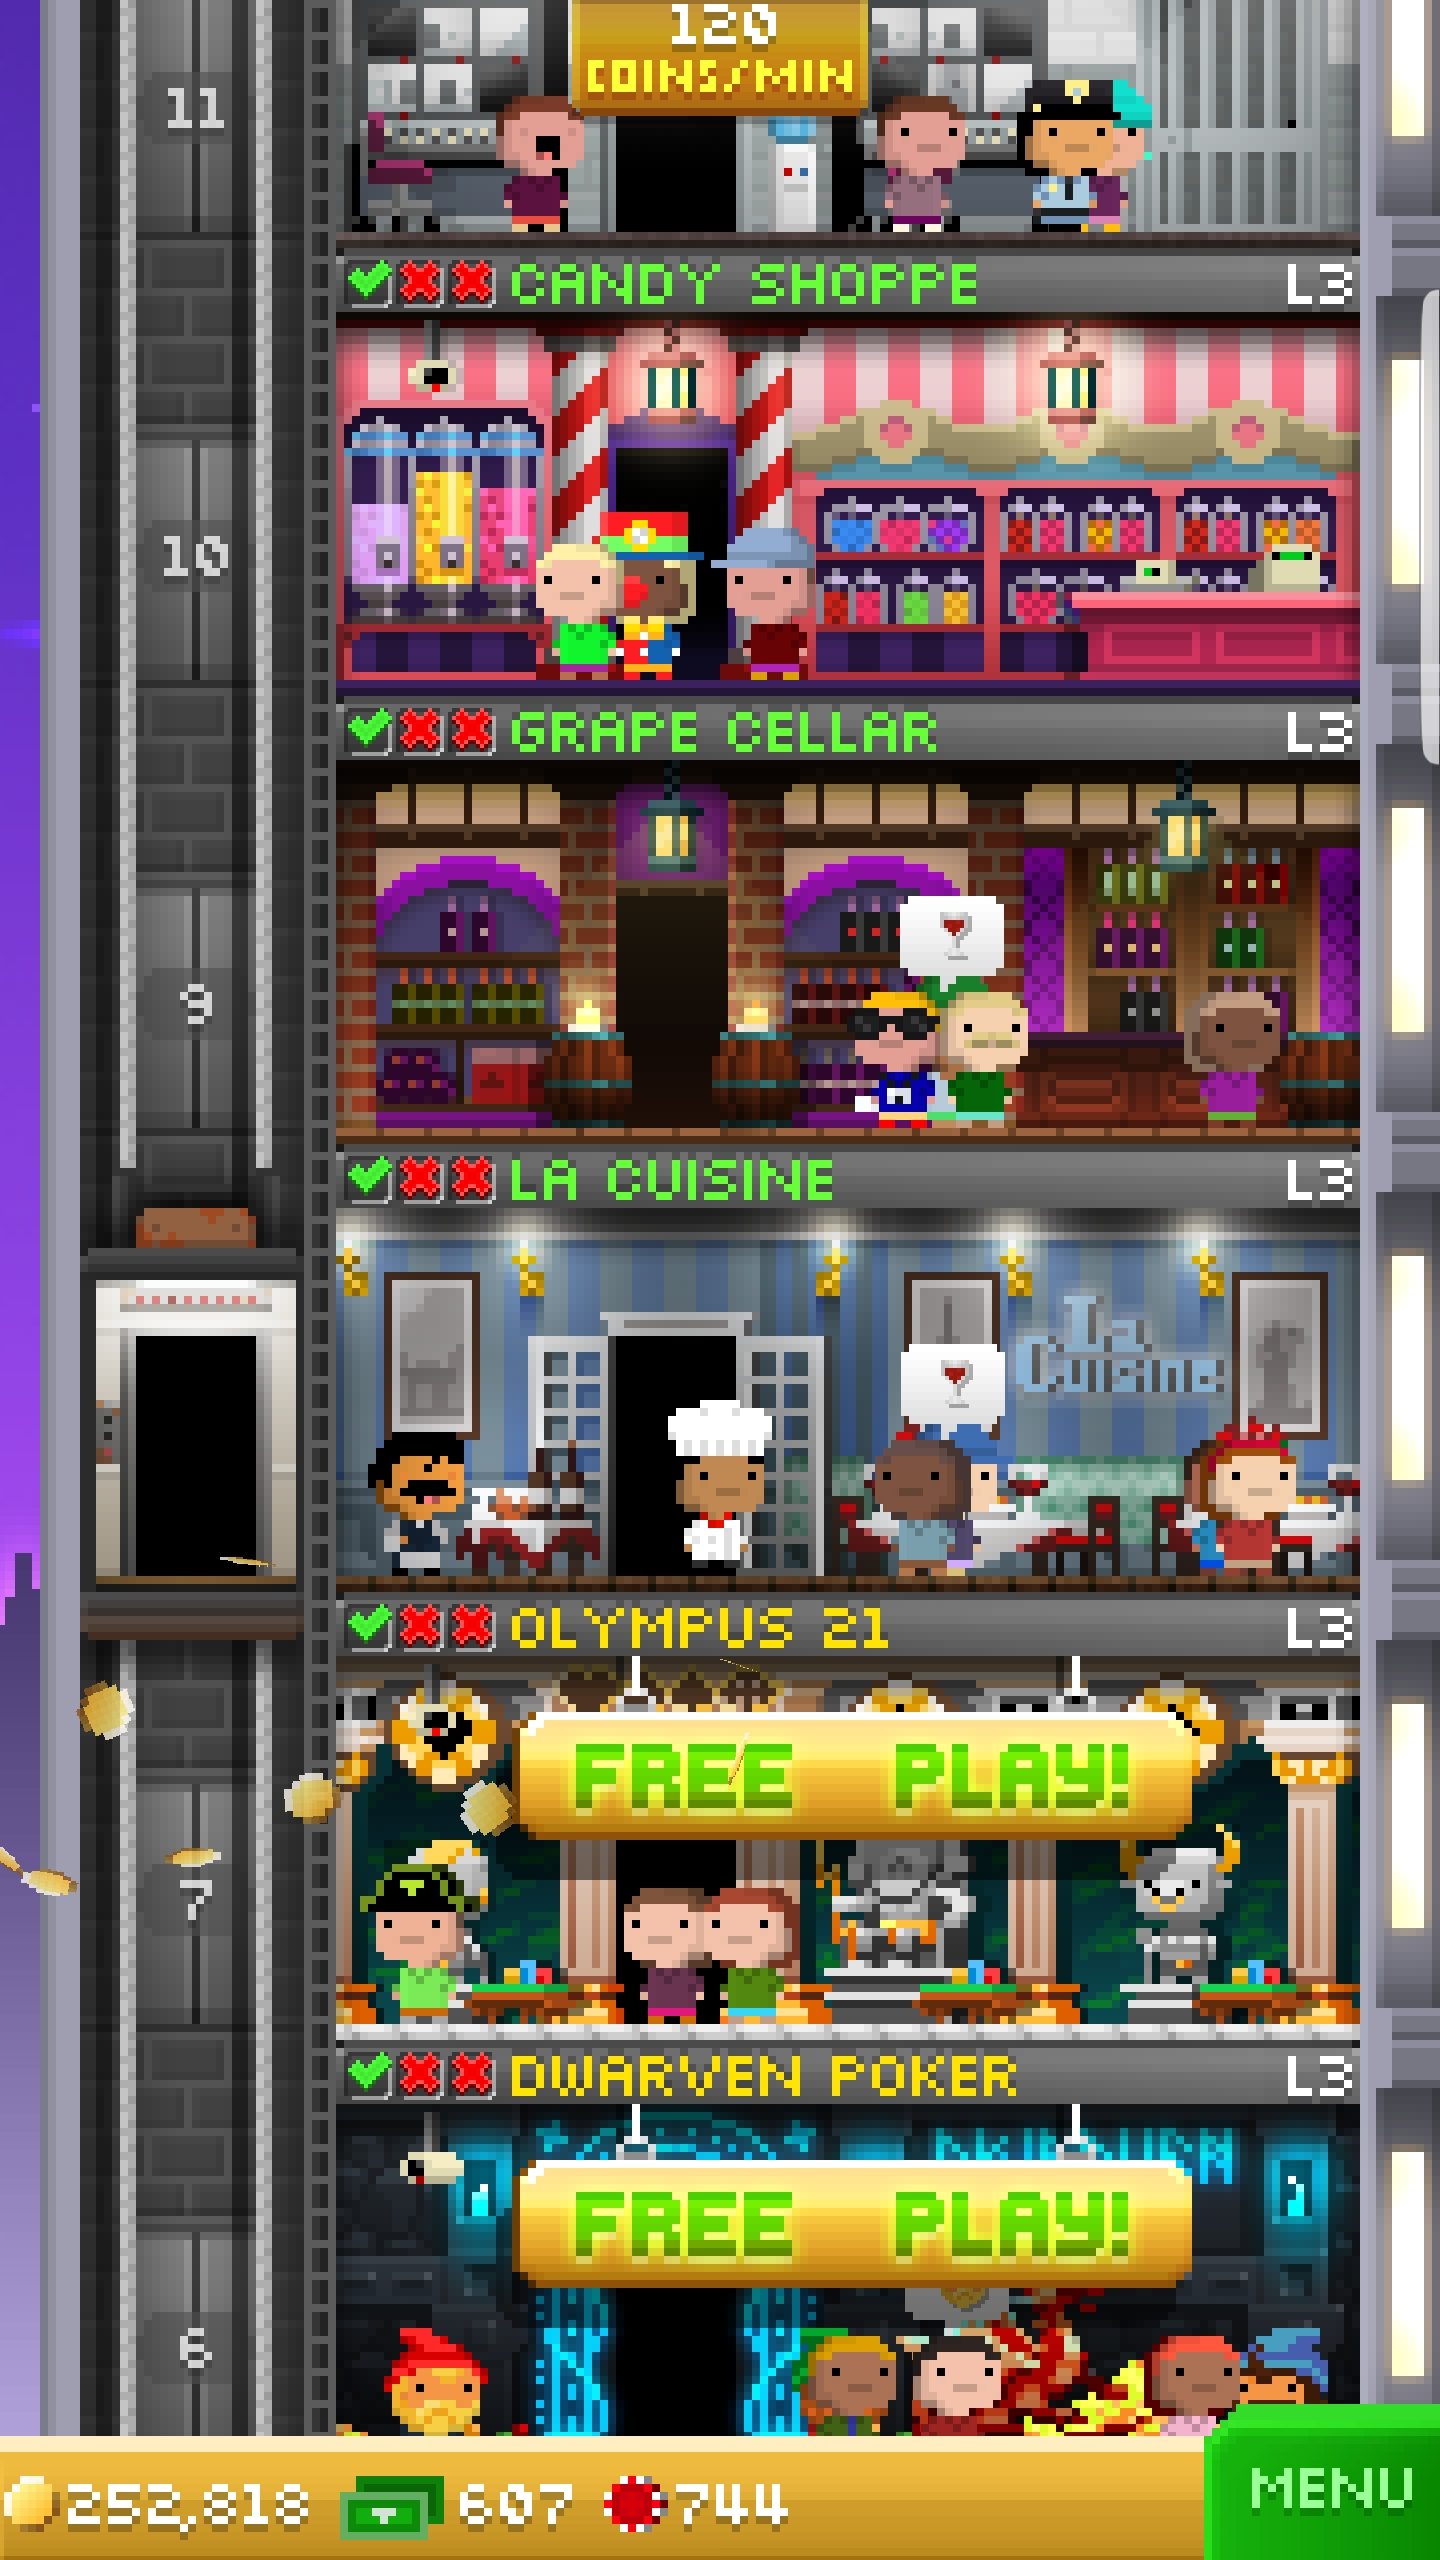 120
COINS/MIN
11
CANDY SHOPPE L3
10
GRAPE CELLAR L3
9
LA CUISINE L3
La
Cuisine
OLYMPUS 21 L3
FREE PLAY!
7
DWARVEN POKER L3
FREE PLAY!
6
252,818 607 744
MENU